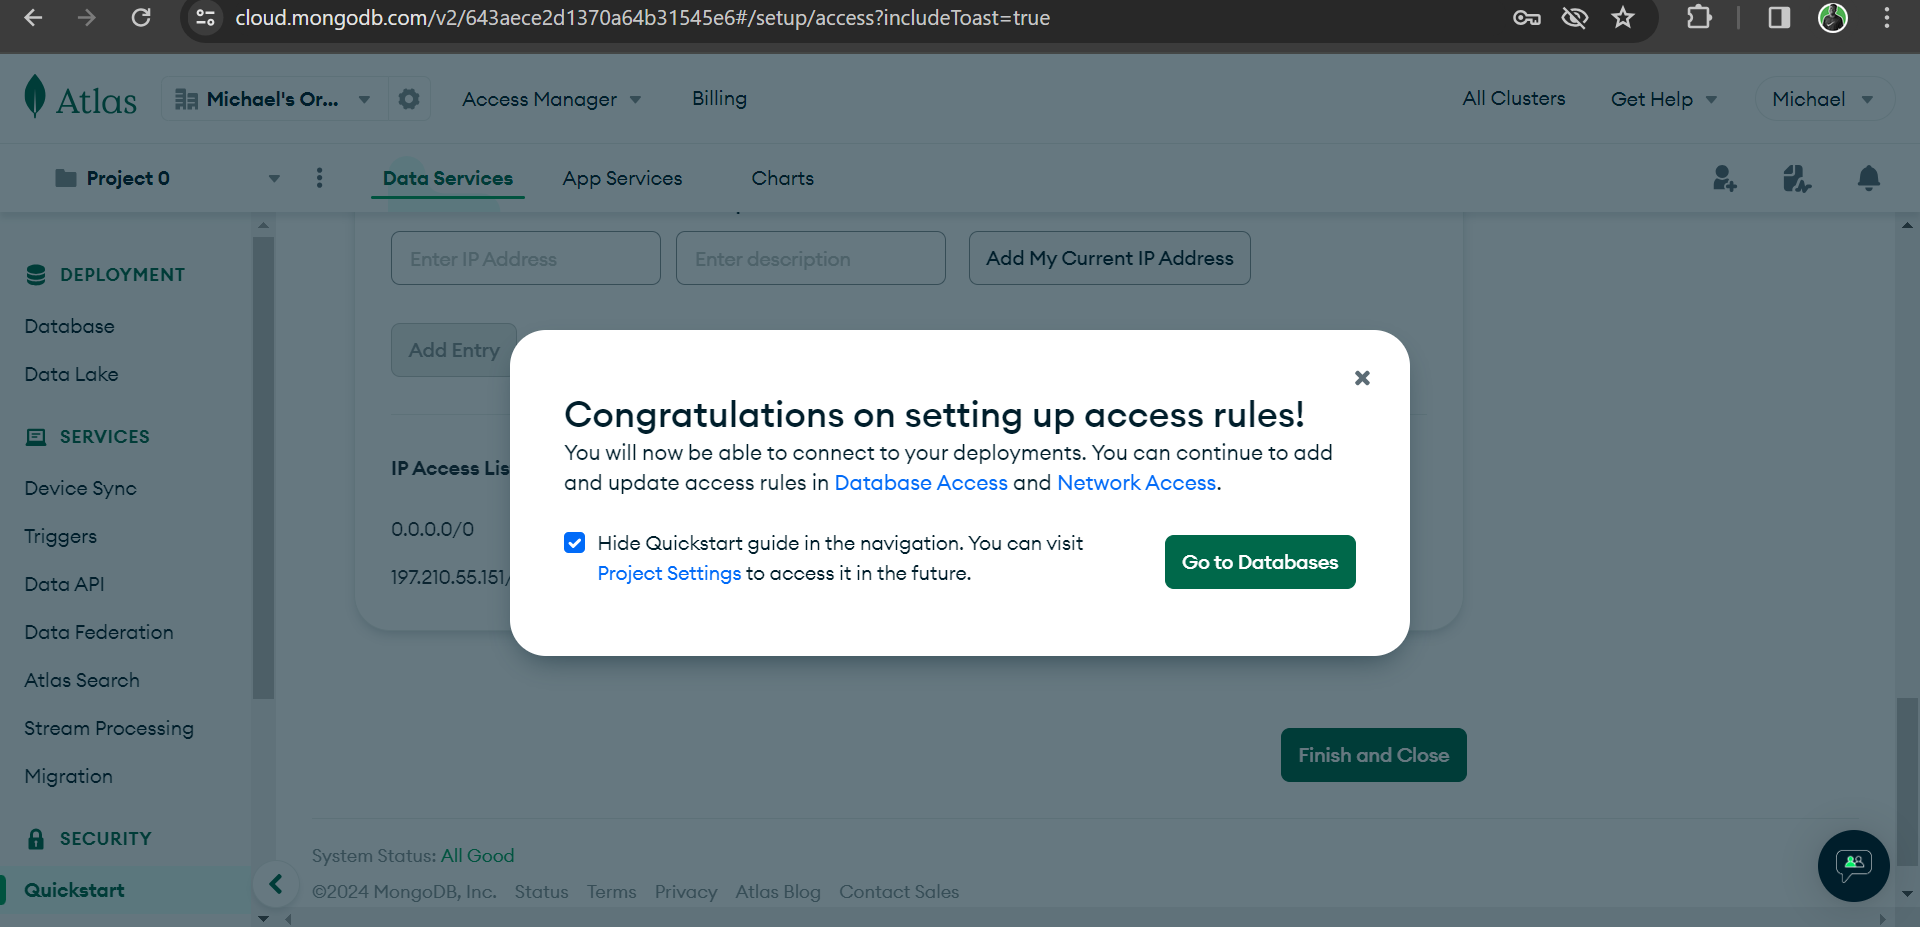 cloud.mongodb.com/v2/643aece2d1370a64b31545e6#/setup/access?includeToast=true
Atlas
Michael's Or...
Access Manager
Billing
All Clusters
Get Help
Michael
Project 0
Data Services
App Services
Charts
DEPLOYMENT
Database
Data Lake
SERVICES
Device Sync
Triggers
Data API
Data Federation
Atlas Search
Stream Processing
Migration
SECURITY
Quickstart
Enter IP Address
Enter description
Add My Current IP Address
Add Entry
IP Access Lis
0.0.0.0/0
197.210.55.151/
Congratulations on setting up access rules!
You will now be able to connect to your deployments. You can continue to add
and update access rules in Database Access and Network Access.
Hide Quickstart guide in the navigation. You can visit
Project Settings to access it in the future.
Go to Databases
Finish and Close
System Status: All Good
©2024 MongoDB, Inc. Status Terms Privacy Atlas Blog Contact Sales